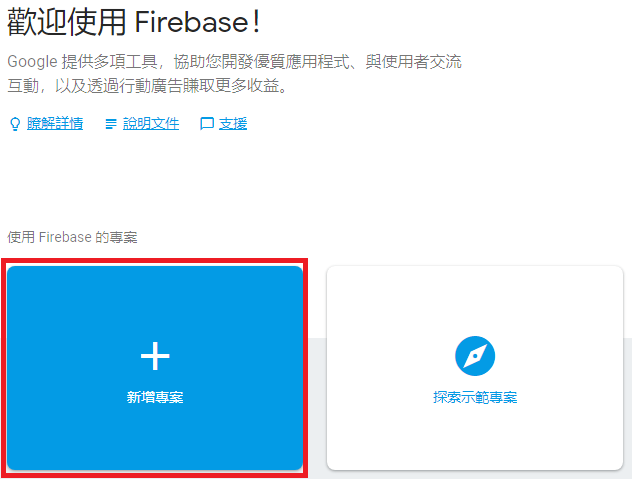 歡迎使用 Firebase！
Google 提供多項工具，協助您開發優質應用程式、與使用者交流
互動，以及透過行動廣告賺取更多收益。
瞭解詳情 說明文件 支援
使用 Firebase 的專案
新增專案
探索示範專案